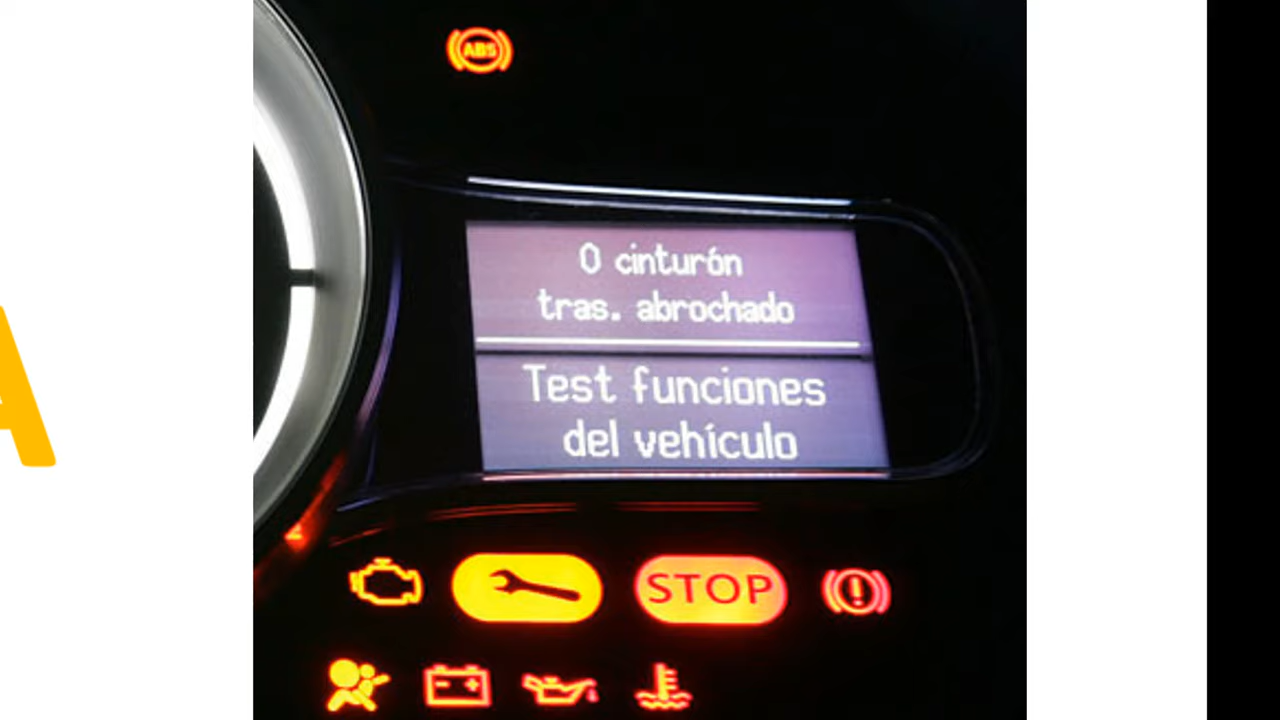 A
ABS
0 cinturón
tras. abrochado
Test funciones
del vehículo
STOP